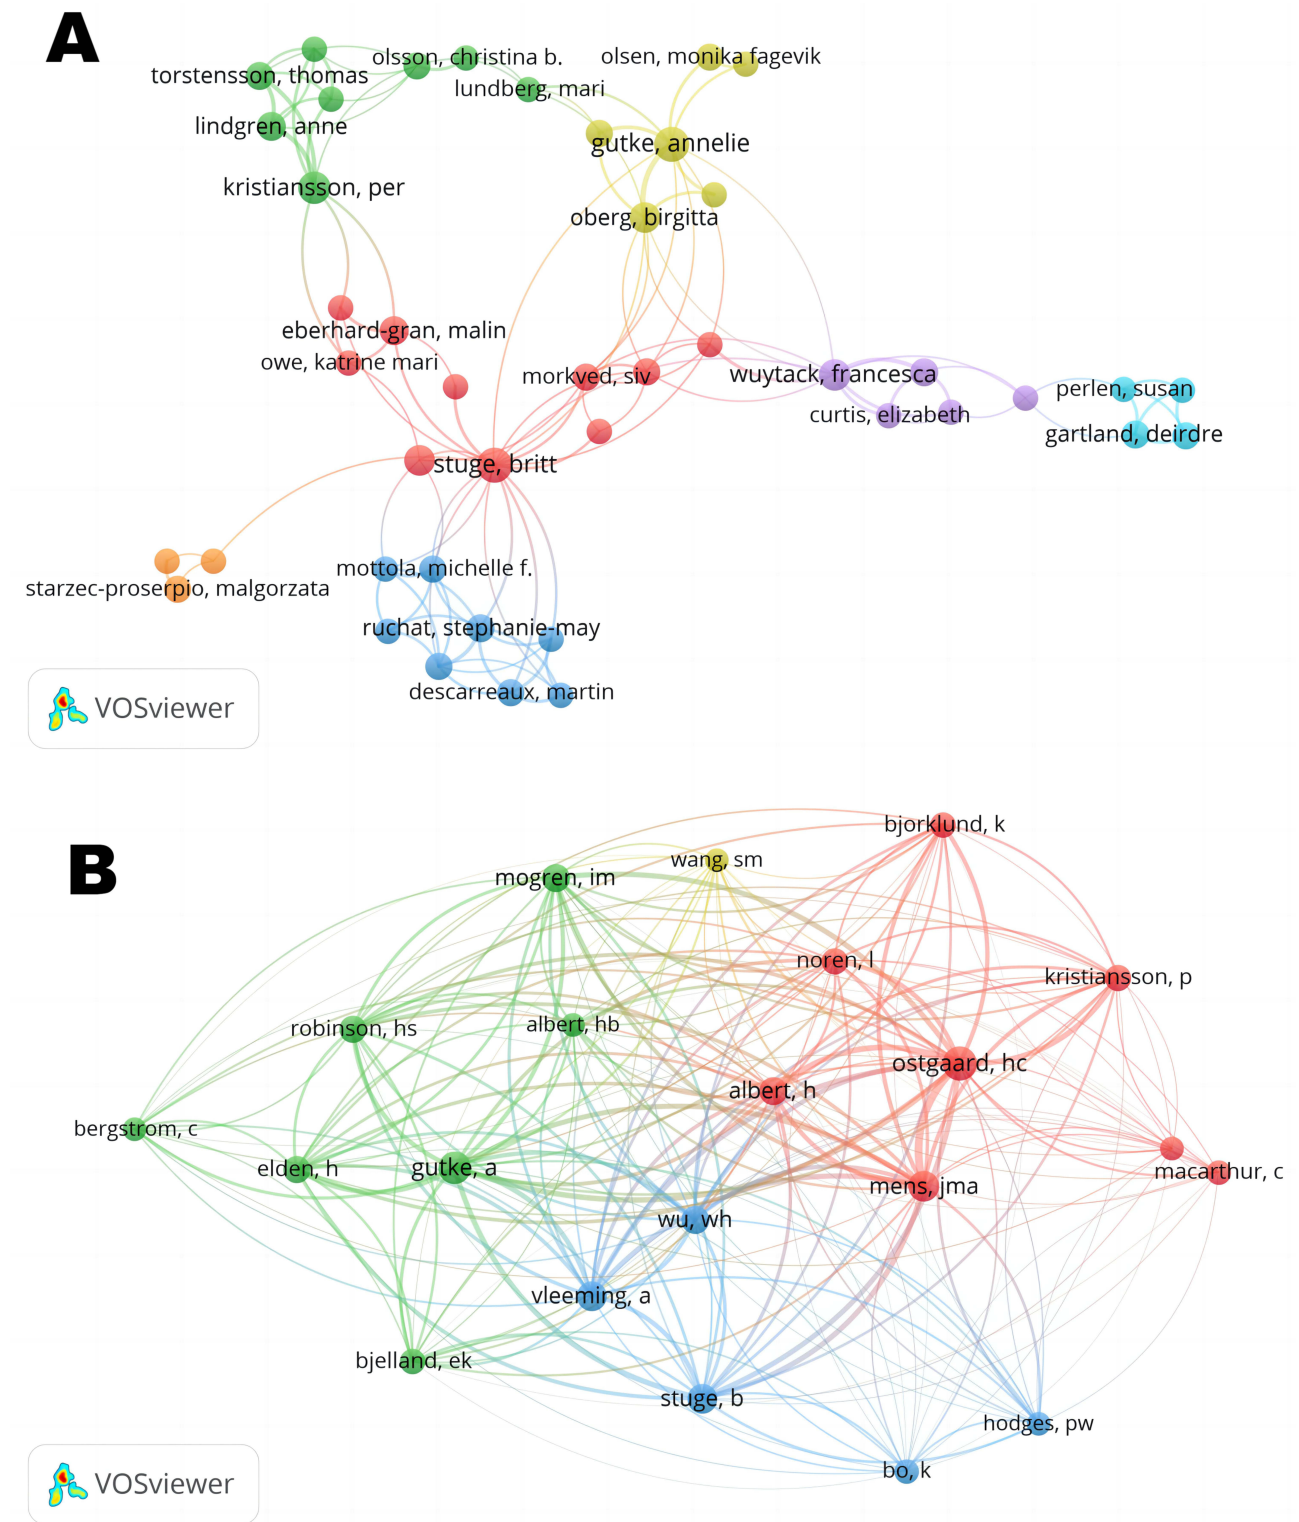 A
olsson, christina b.
olsen, monika fagevik
torstensson, thomas
lundberg, mari
lindgren, anne
gutke, annelie
kristiansson, per
oberg, birgitta
eberhard-gran, malin
owe, katrine mari
morkved, siv
wuytack, francesca
perlen, susan
curtis, elizabeth
gartland, deirdre
stuge, britt
mottola, michelle f.
starzec-proserpio, malgorzata
ruchat, stephanie-may
descarreaux, martin
VOSviewer
B
bjorklund, k
wang, sm
mogren, im
noren, l
kristiansson, p
robinson, hs
albert, hb
ostgaard, hc
albert, h
bergstrom, c
elden, h
gutke, a
macarthur, c
mens, jma
wu, wh
vleeming, a
bjelland, ek
stuge, b
hodges, pw
bo, k
VOSviewer